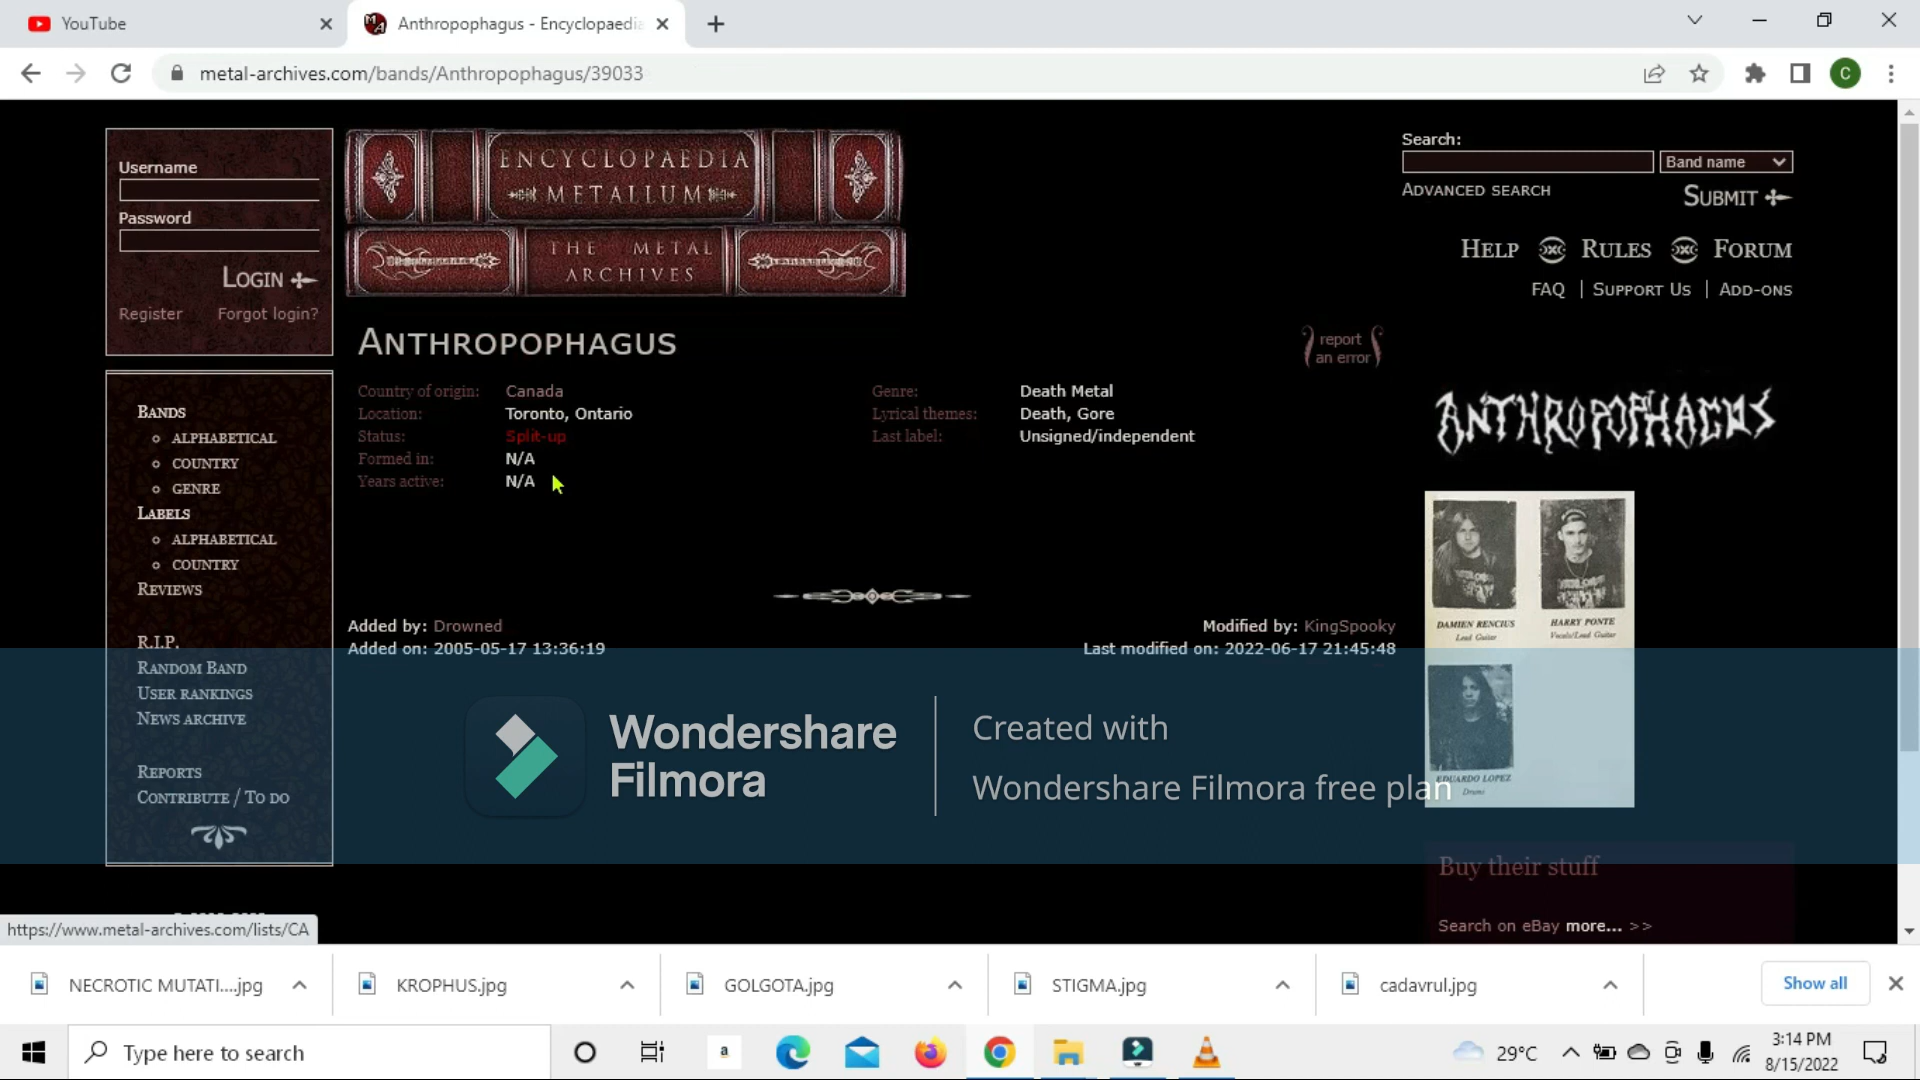 YouTube
Anthropophagus - Encyclopaedia
metal-archives.com/bands/Anthropophagus/39033
C
Username
Password
LOGIN
Register Forgot login?
ENCYCLOPAEDIA
METALLUM
THE METAL
ARCHIVES
Search:
Band name
ADVANCED SEARCH
SUBMIT
HELP RULES FORUM
FAQ | SUPPORT US | ADD-ONS
ANTHROPOPHAGUS
report
an error
Country of origin: Canada
Location: Toronto, Ontario
Status: Split-up
Formed in: N/A
Years active: N/A
Genre: Death Metal
Lyrical themes: Death, Gore
Last label: Unsigned/independent
ANTHROPOPHAGUS
BANDS
ALPHABETICAL
COUNTRY
GENRE
LABELS
ALPHABETICAL
COUNTRY
REVIEWS
R.I.P.
RANDOM BAND
USER RANKINGS
NEWS ARCHIVE
REPORTS
CONTRIBUTE / TO DO
Added by: Drowned
Added on: 2005-05-17 13:36:19
Modified by: KingSpooky
Last modified on: 2022-06-17 21:45:48
DAMIEN RENCIUS
Lead Guitar
HARRY PONTE
Vocals/Lead Guitar
EDUARDO LOPEZ
Drums
Wondershare
Filmora
Created with
Wondershare Filmora free plan
Buy their stuff
Search on eBay more... >>
https://www.metal-archives.com/lists/CA
NECROTIC MUTATI....jpg
KROPHUS.jpg
GOLGOTA.jpg
STIGMA.jpg
cadavrul.jpg
Show all
Type here to search
a
29°C
3:14 PM
8/15/2022